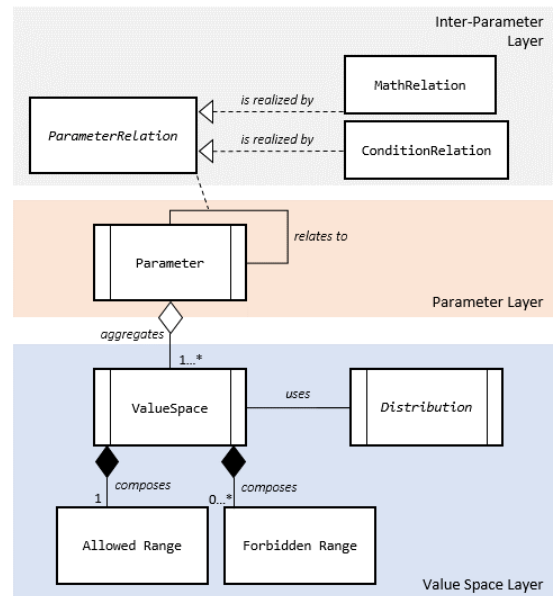 Inter-Parameter
Layer
is realized by
MathRelation
ParameterRelation
is realized by
ConditionRelation
relates to
Parameter
Parameter Layer
aggregates
1...*
ValueSpace
uses
Distribution
composes
composes
1
0...*
Allowed Range
Forbidden Range
Value Space Layer